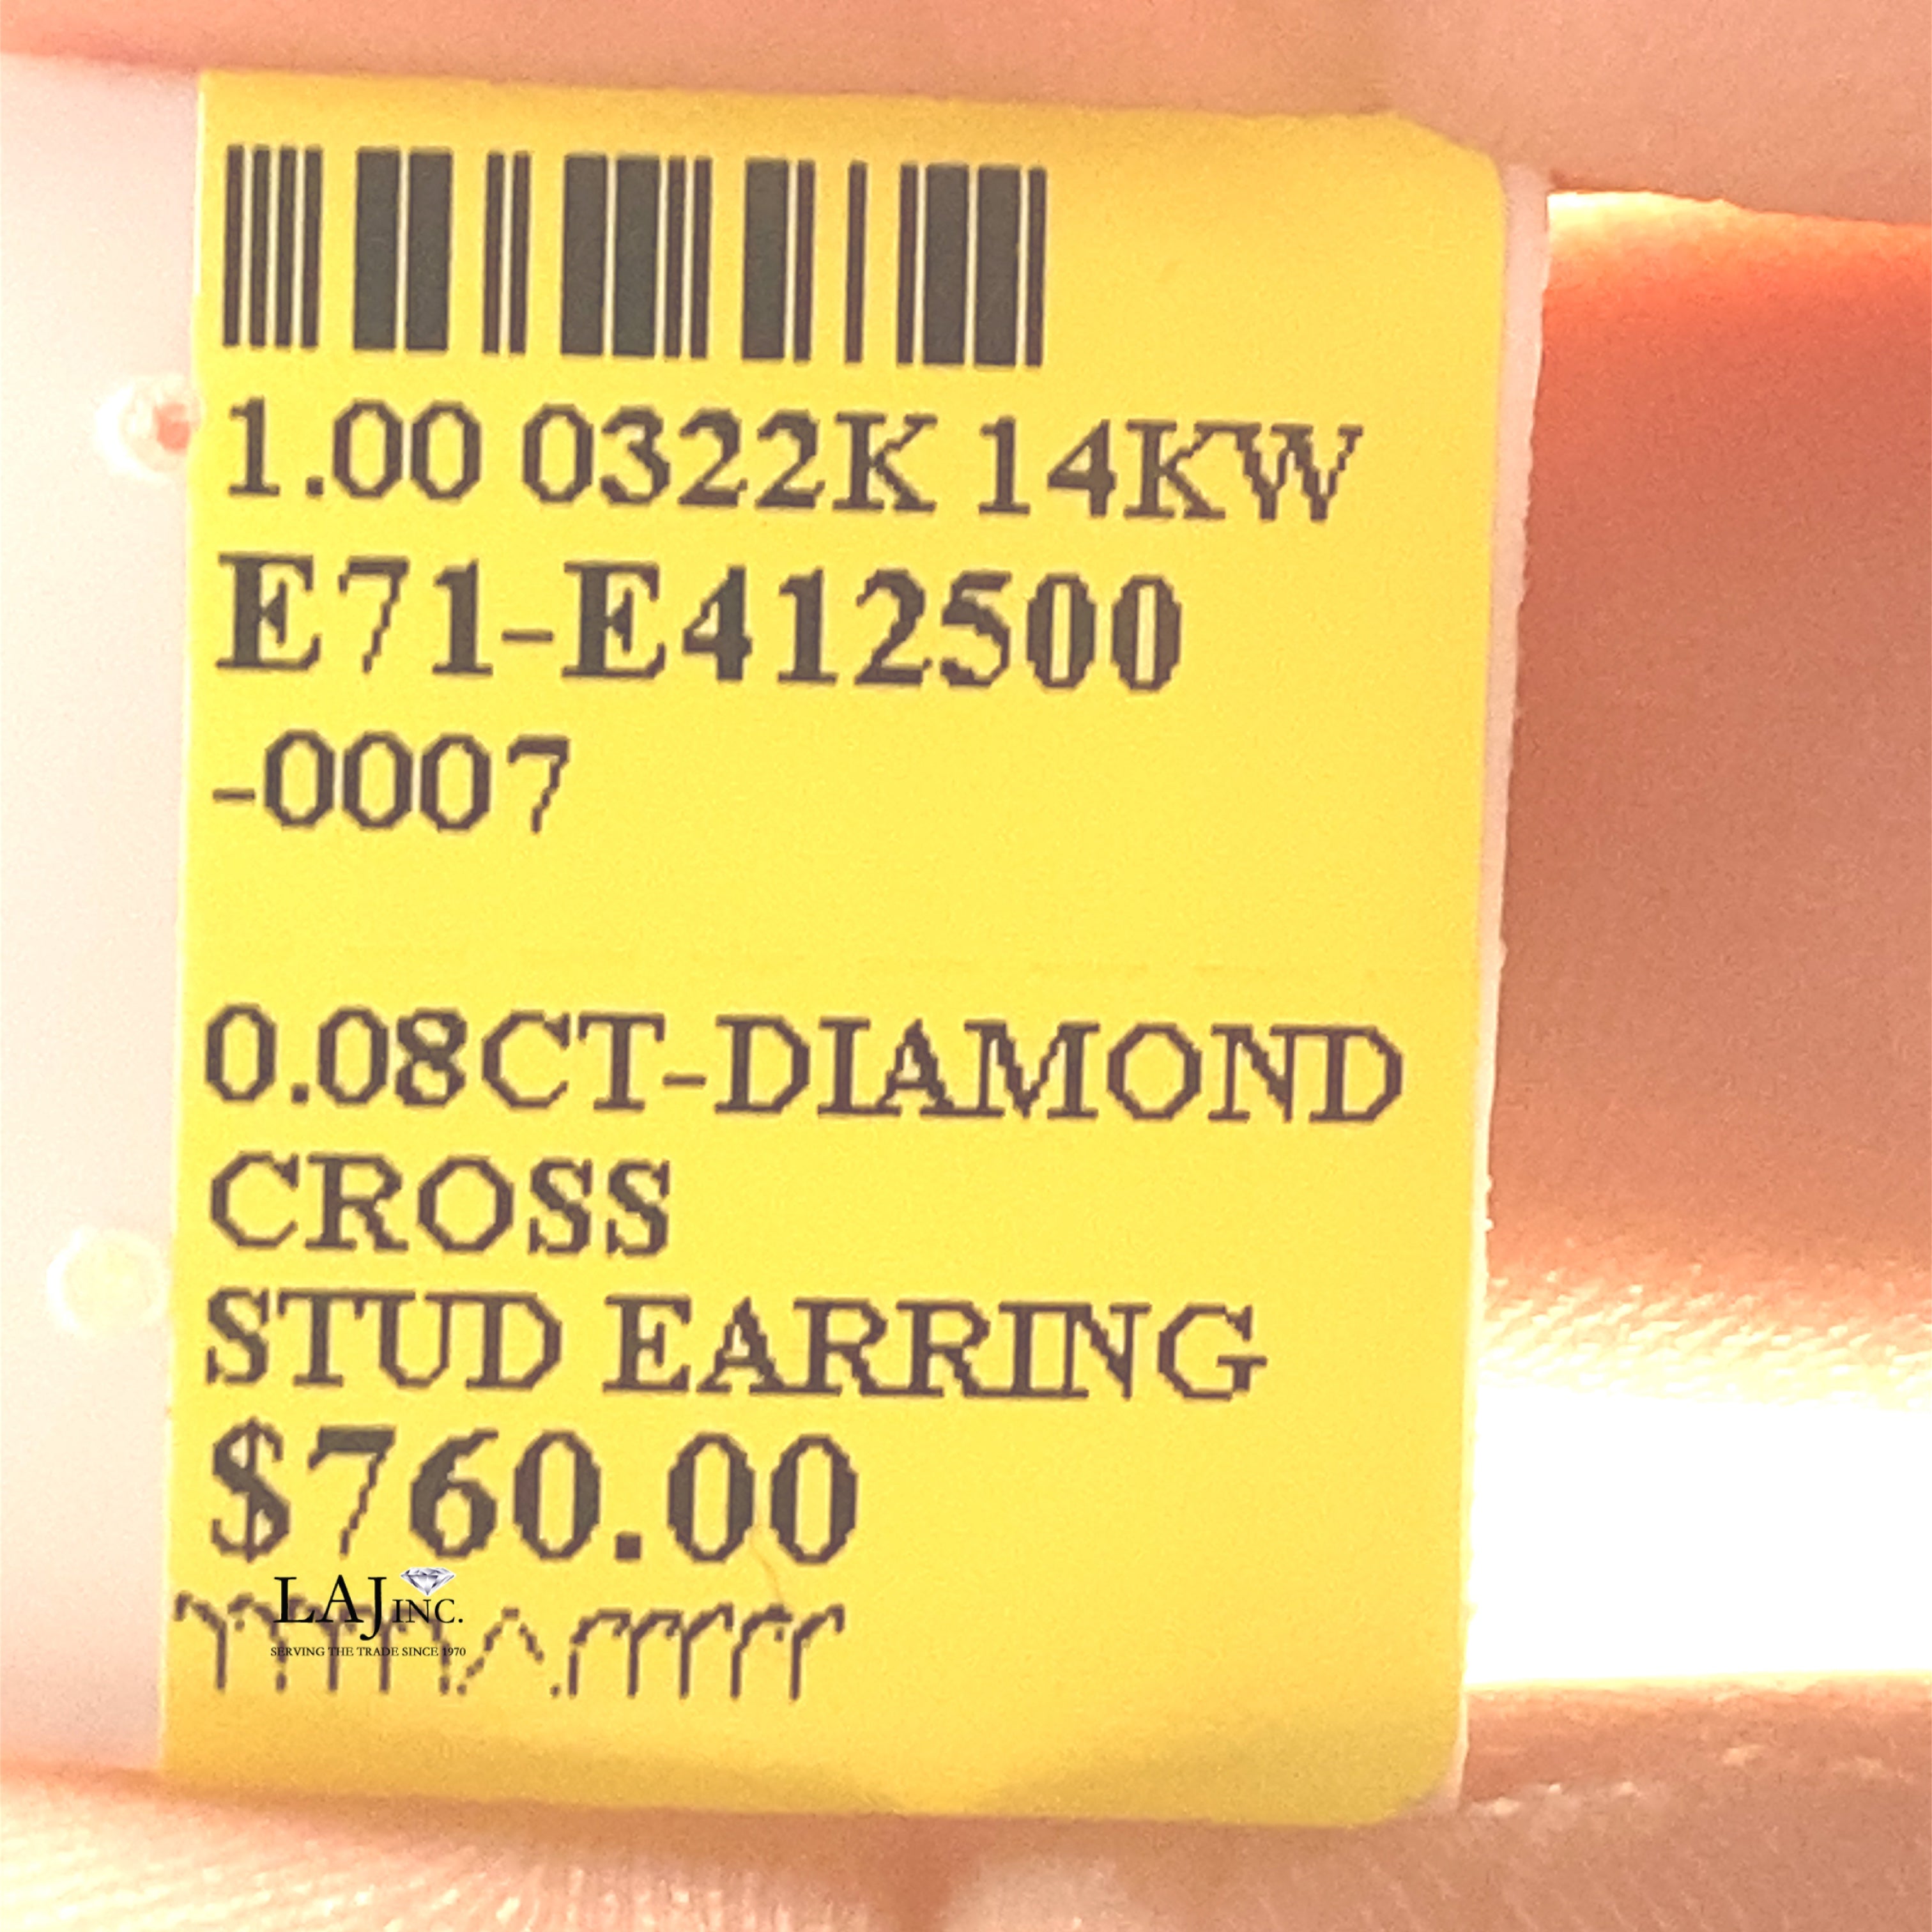 1.00 0322K 14KW
E71-E412500
-0007
0.08CT-DIAMOND
CROSS
STUD EARRING
$760.00
LAJ INC.
SERVING THE TRADE SINCE 1970